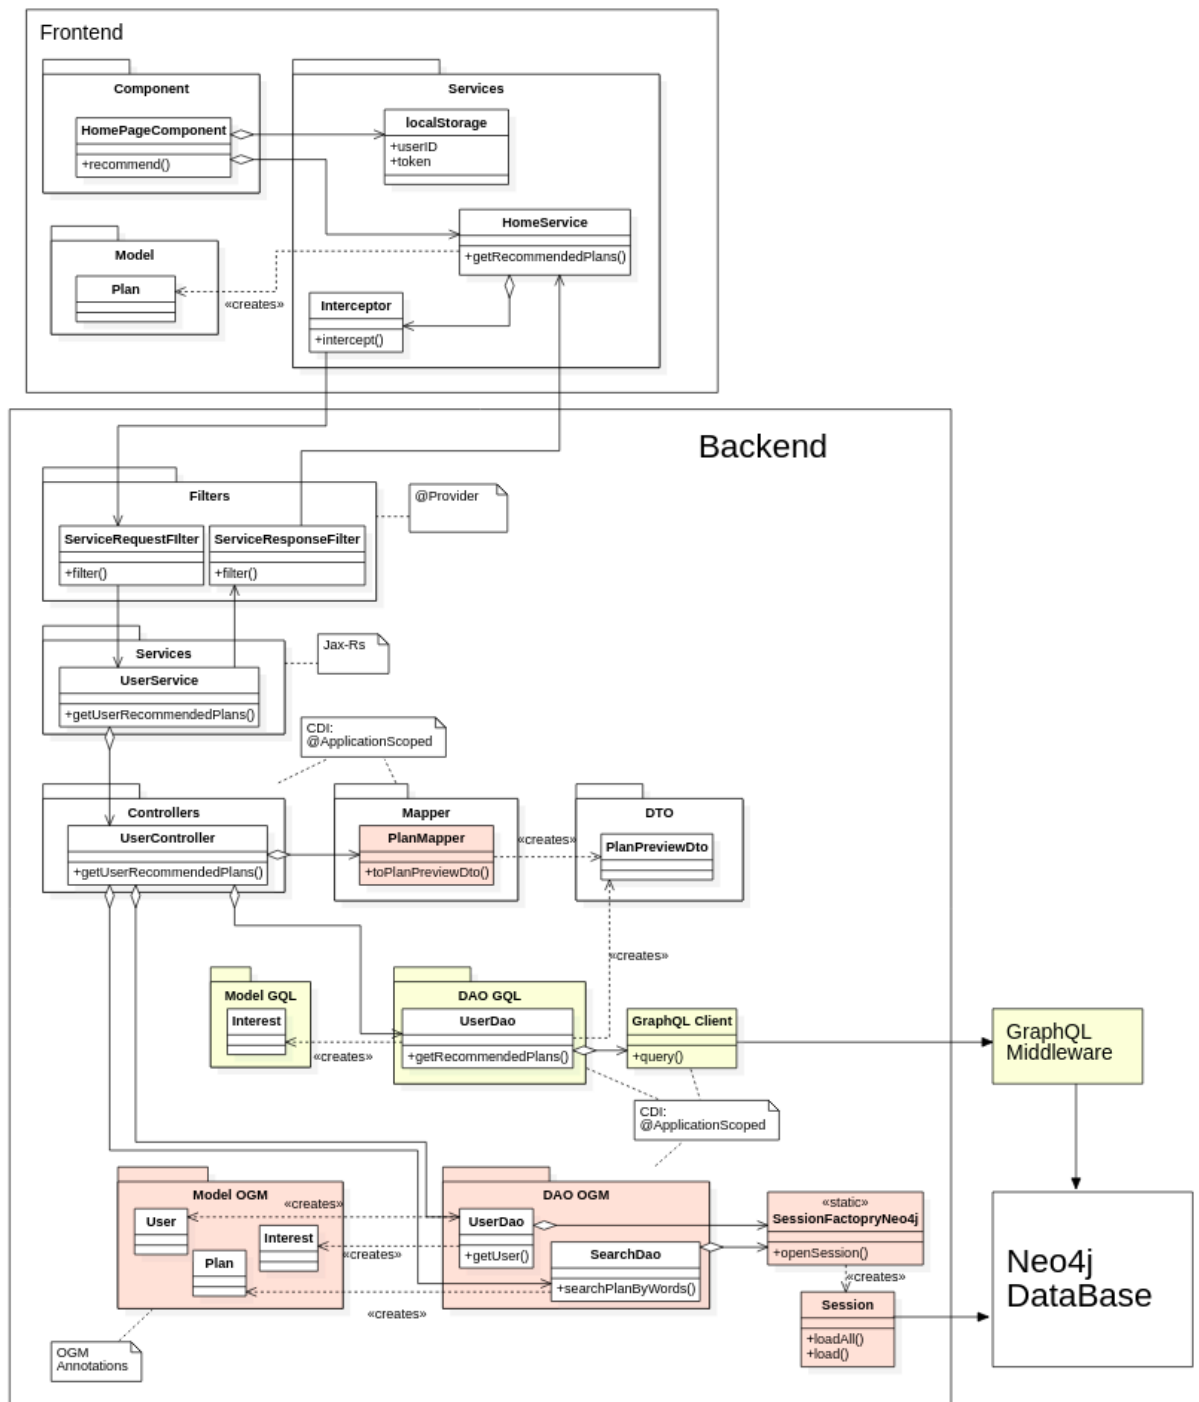 Frontend
Component
HomePageComponent
+recommend()
Services
localStorage
+userID
+token
HomeService
+getRecommendedPlans()
Model
Plan
«creates»
Interceptor
+intercept()
Backend
Filters
@Provider
ServiceRequestFIlter
+filter()
ServiceResponseFilter
+filter()
Services
Jax-Rs
UserService
+getUserRecommendedPlans()
CDI:
@ApplicationScoped
Controllers
UserController
+getUserRecommendedPlans()
Mapper
PlanMapper
+toPlanPreviewDto()
«creates»
DTO
PlanPreviewDto
«creates»
Model GQL
Interest
«creates»
DAO GQL
UserDao
+getRecommendedPlans()
GraphQL Client
+query()
GraphQL
Middleware
CDI:
@ApplicationScoped
Model OGM
«creates»
User
Interest
Plan
«creates»
«creates»
DAO OGM
UserDao
+getUser()
SearchDao
+searchPlanByWords()
«static»
SessionFactopryNeo4j
+openSession()
«creates»
Session
+loadAll()
+load()
Neo4j
DataBase
OGM
Annotations